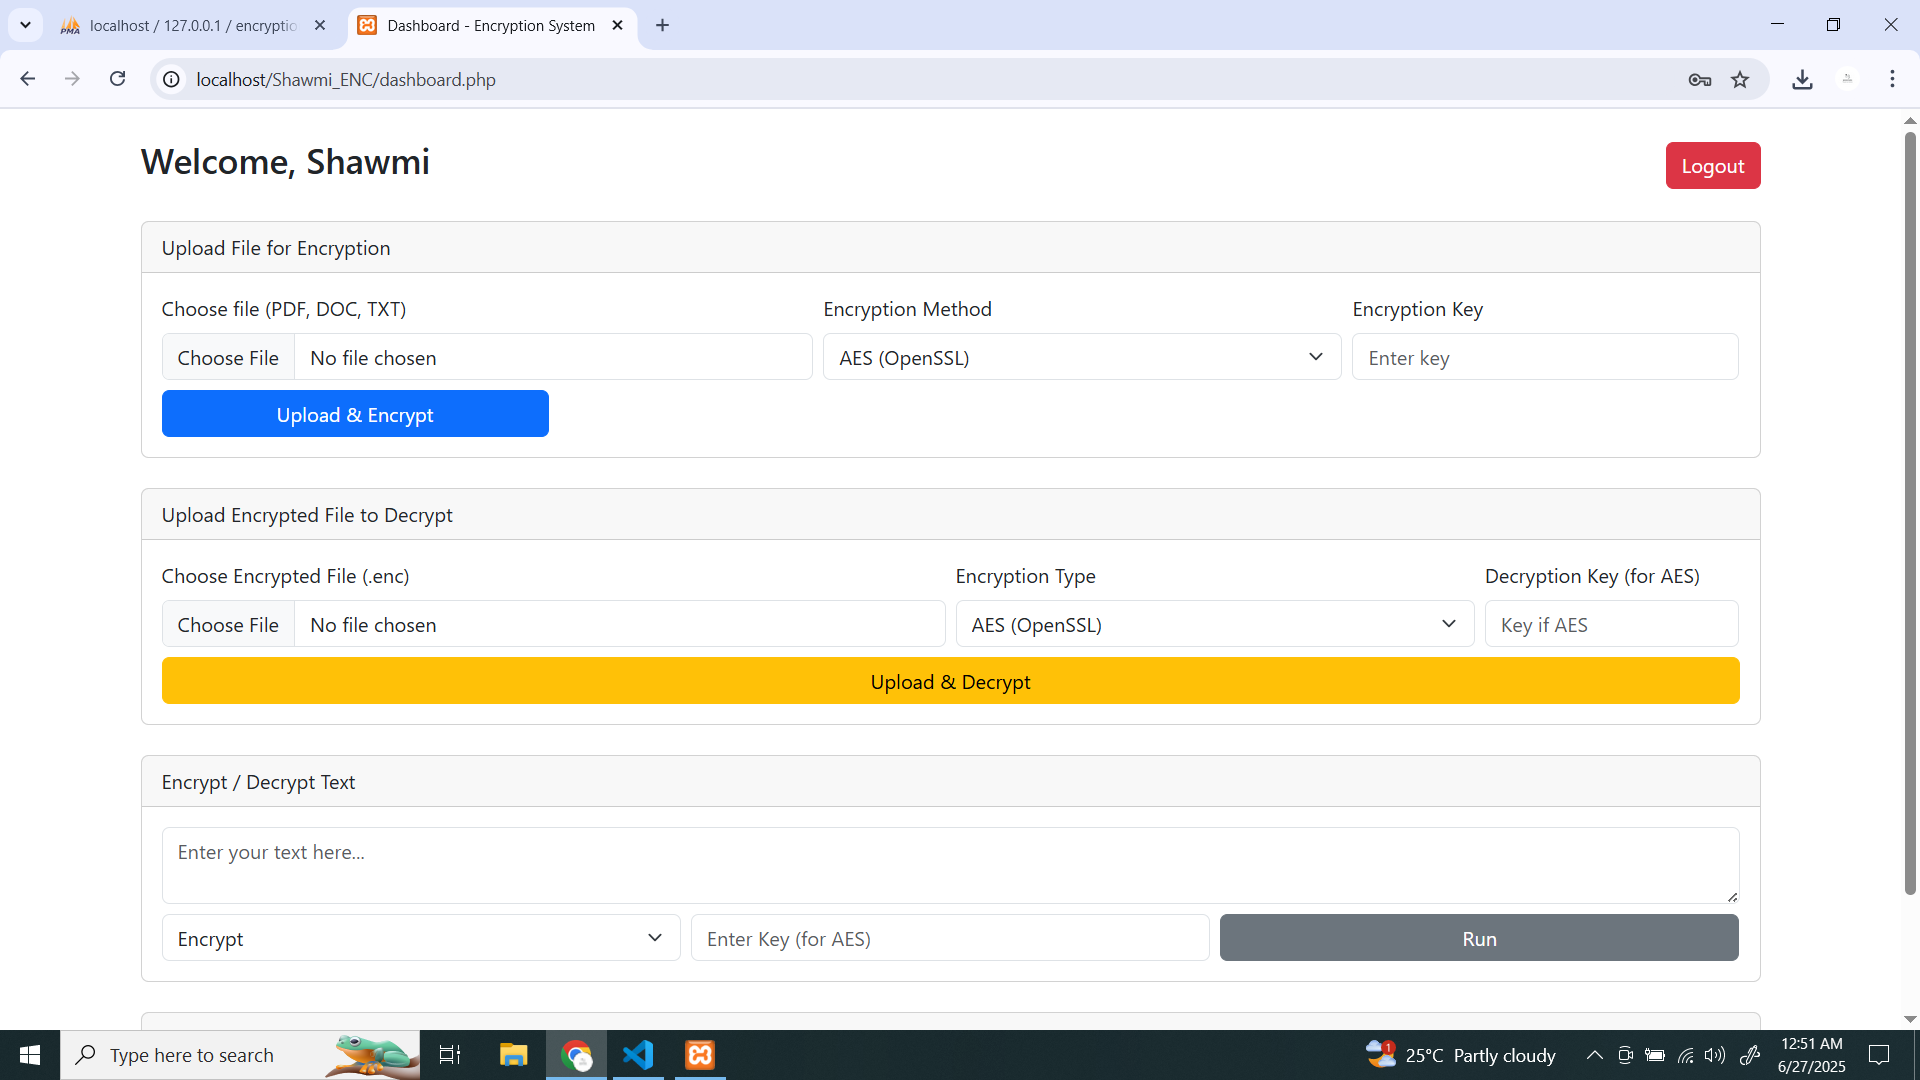 localhost / 127.0.0.1 / encryptio
Dashboard - Encryption System
localhost/Shawmi_ENC/dashboard.php
Welcome, Shawmi
Logout
Upload File for Encryption
Choose file (PDF, DOC, TXT)
Encryption Method
Encryption Key
Choose File
No file chosen
AES (OpenSSL)
Enter key
Upload & Encrypt
Upload Encrypted File to Decrypt
Choose Encrypted File (.enc)
Encryption Type
Decryption Key (for AES)
Choose File
No file chosen
AES (OpenSSL)
Key if AES
Upload & Decrypt
Encrypt / Decrypt Text
Enter your text here...
Encrypt
Enter Key (for AES)
Run
Type here to search
1
25°C Partly cloudy
12:51 AM
6/27/2025